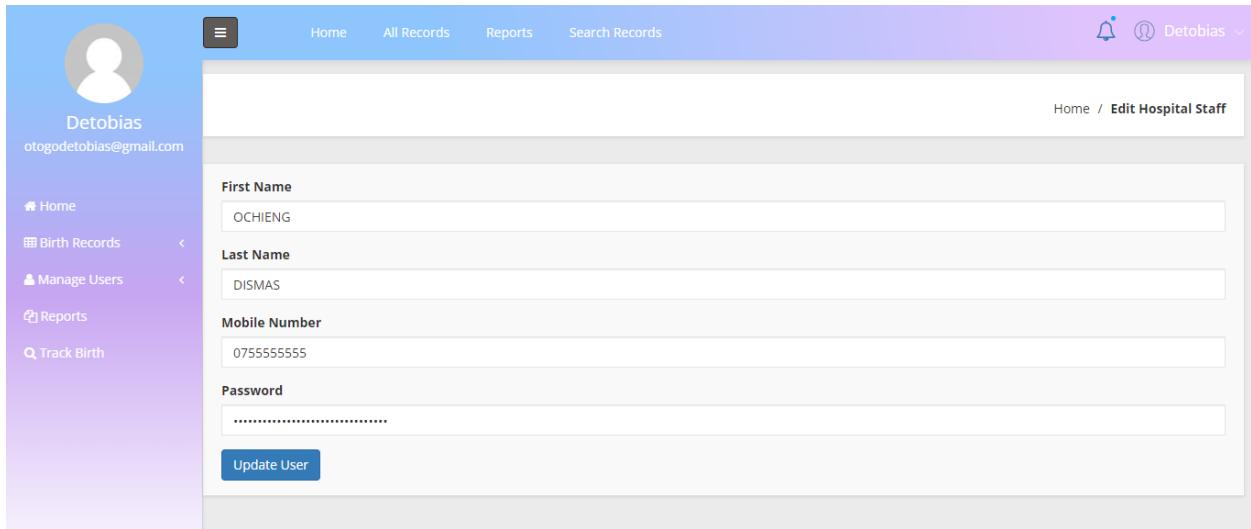 Home All Records Reports Search Records Detobias
Detobias
otogodetobias@gmail.com
Home
Birth Records
Manage Users
Reports
Track Birth
Home / Edit Hospital Staff
First Name
OCHIENG
Last Name
DISMAS
Mobile Number
0755555555
Password
································
Update User